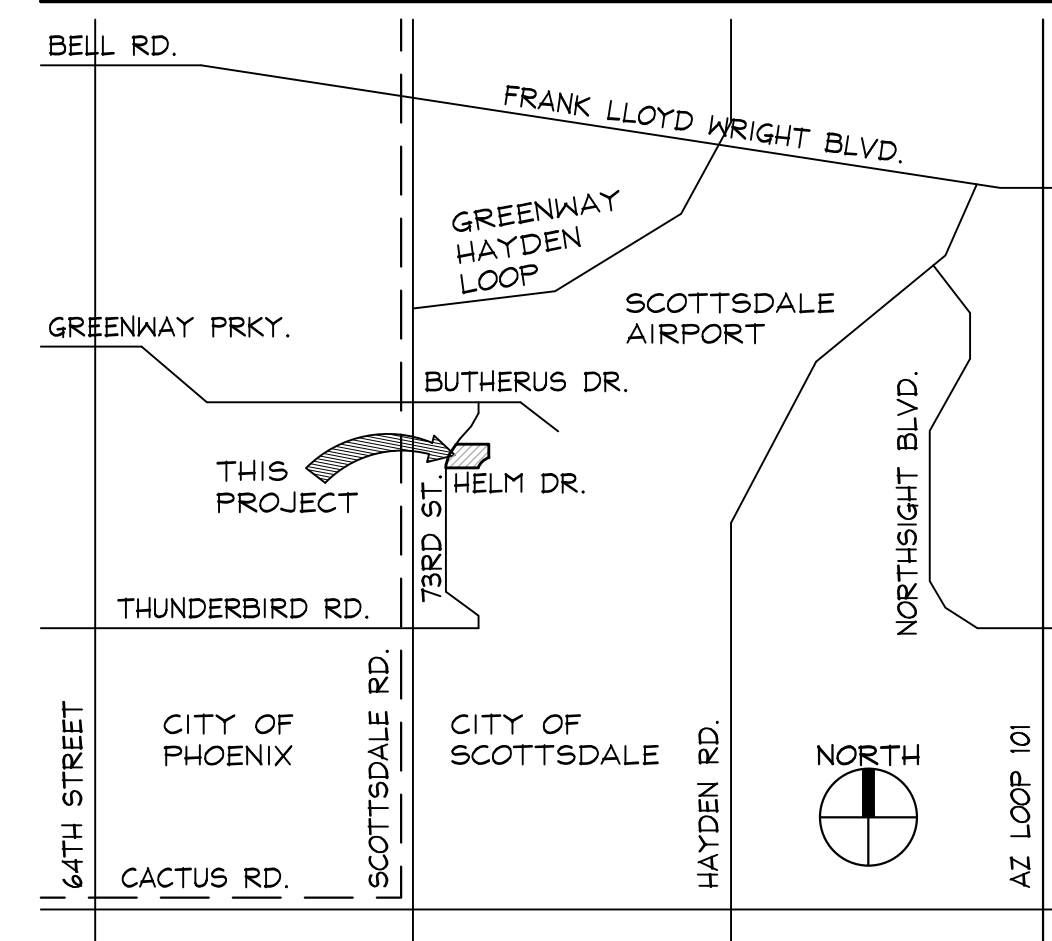 BELL RD.
FRANK LLOYD WRIGHT BLVD.
GREENWAY
HAYDEN
LOOP
SCOTTSDALE
AIRPORT
GREENWAY PRKY.
BUTHERUS DR.
THIS
PROJECT
HELM DR.
73RD ST.
NORTHSIGHT BLVD.
THUNDERBIRD RD.
64TH STREET
CITY OF
PHOENIX
SCOTTSDALE RD.
CITY OF
SCOTTSDALE
HAYDEN RD.
NORTH
AZ LOOP 101
CACTUS RD.